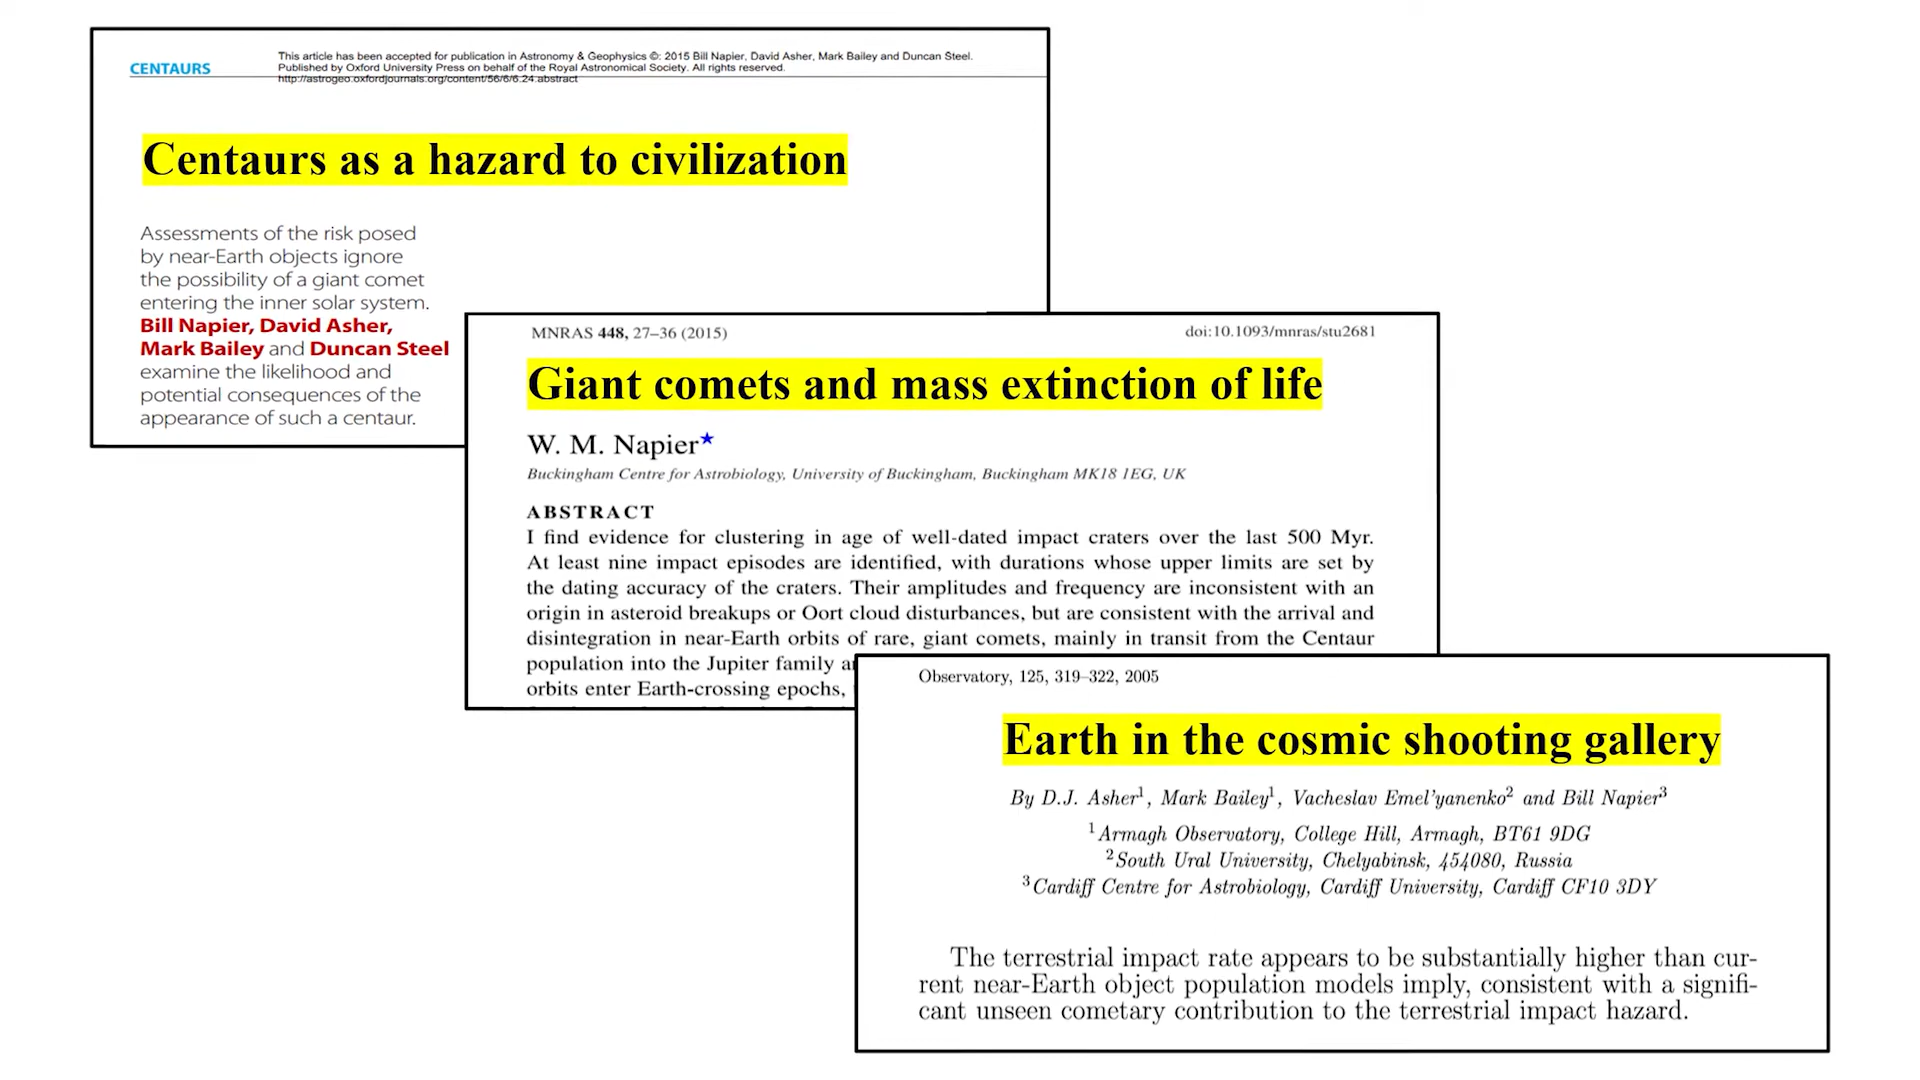 CENTAURS
This article has been accepted for publication in Astronomy & Geophysics ©: 2015 Bill Napier, David Asher, Mark Bailey and Duncan Steel.
Published by Oxford University Press on behalf of the Royal Astronomical Society. All rights reserved.
http://astrogeo.oxfordjournals.org/content/56/6/6.24.abstract
Centaurs as a hazard to civilization
Assessments of the risk posed
by near-Earth objects ignore
the possibility of a giant comet
entering the inner solar system.
Bill Napier, David Asher,
Mark Bailey and Duncan Steel
examine the likelihood and
potential consequences of the
appearance of such a centaur.
MNRAS 448, 27–36 (2015)
doi:10.1093/mnras/stu2681
Giant comets and mass extinction of life
W. M. Napier★
Buckingham Centre for Astrobiology, University of Buckingham, Buckingham MK18 1EG, UK
ABSTRACT
I find evidence for clustering in age of well-dated impact craters over the last 500 Myr.
At least nine impact episodes are identified, with durations whose upper limits are set by
the dating accuracy of the craters. Their amplitudes and frequency are inconsistent with an
origin in asteroid breakups or Oort cloud disturbances, but are consistent with the arrival and
disintegration in near-Earth orbits of rare, giant comets, mainly in transit from the Centaur
population into the Jupiter family
orbits enter Earth-crossing epochs,
Observatory, 125, 319–322, 2005
Earth in the cosmic shooting gallery
By D.J. Asher¹, Mark Bailey¹, Vacheslav Emel'yanenko² and Bill Napier³
¹Armagh Observatory, College Hill, Armagh, BT61 9DG
²South Ural University, Chelyabinsk, 454080, Russia
³Cardiff Centre for Astrobiology, Cardiff University, Cardiff CF10 3DY
The terrestrial impact rate appears to be substantially higher than cur-
rent near-Earth object population models imply, consistent with a signifi-
cant unseen cometary contribution to the terrestrial impact hazard.